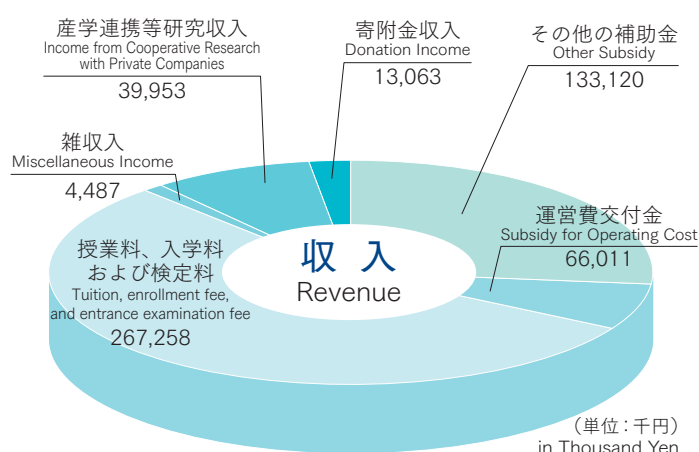 産学連携等研究収入
Income from Cooperative Research
with Private Companies
39,953
寄附金収入
Donation Income
13,063
その他の補助金
Other Subsidy
133,120
雑収入
Miscellaneous Income
4,487
運営費交付金
Subsidy for Operating Cost
66,011
授業料、入学料
および検定料
Tuition, enrollment fee,
and entrance examination fee
267,258
収 入
Revenue
（単位：千円）
in Thousand Yen